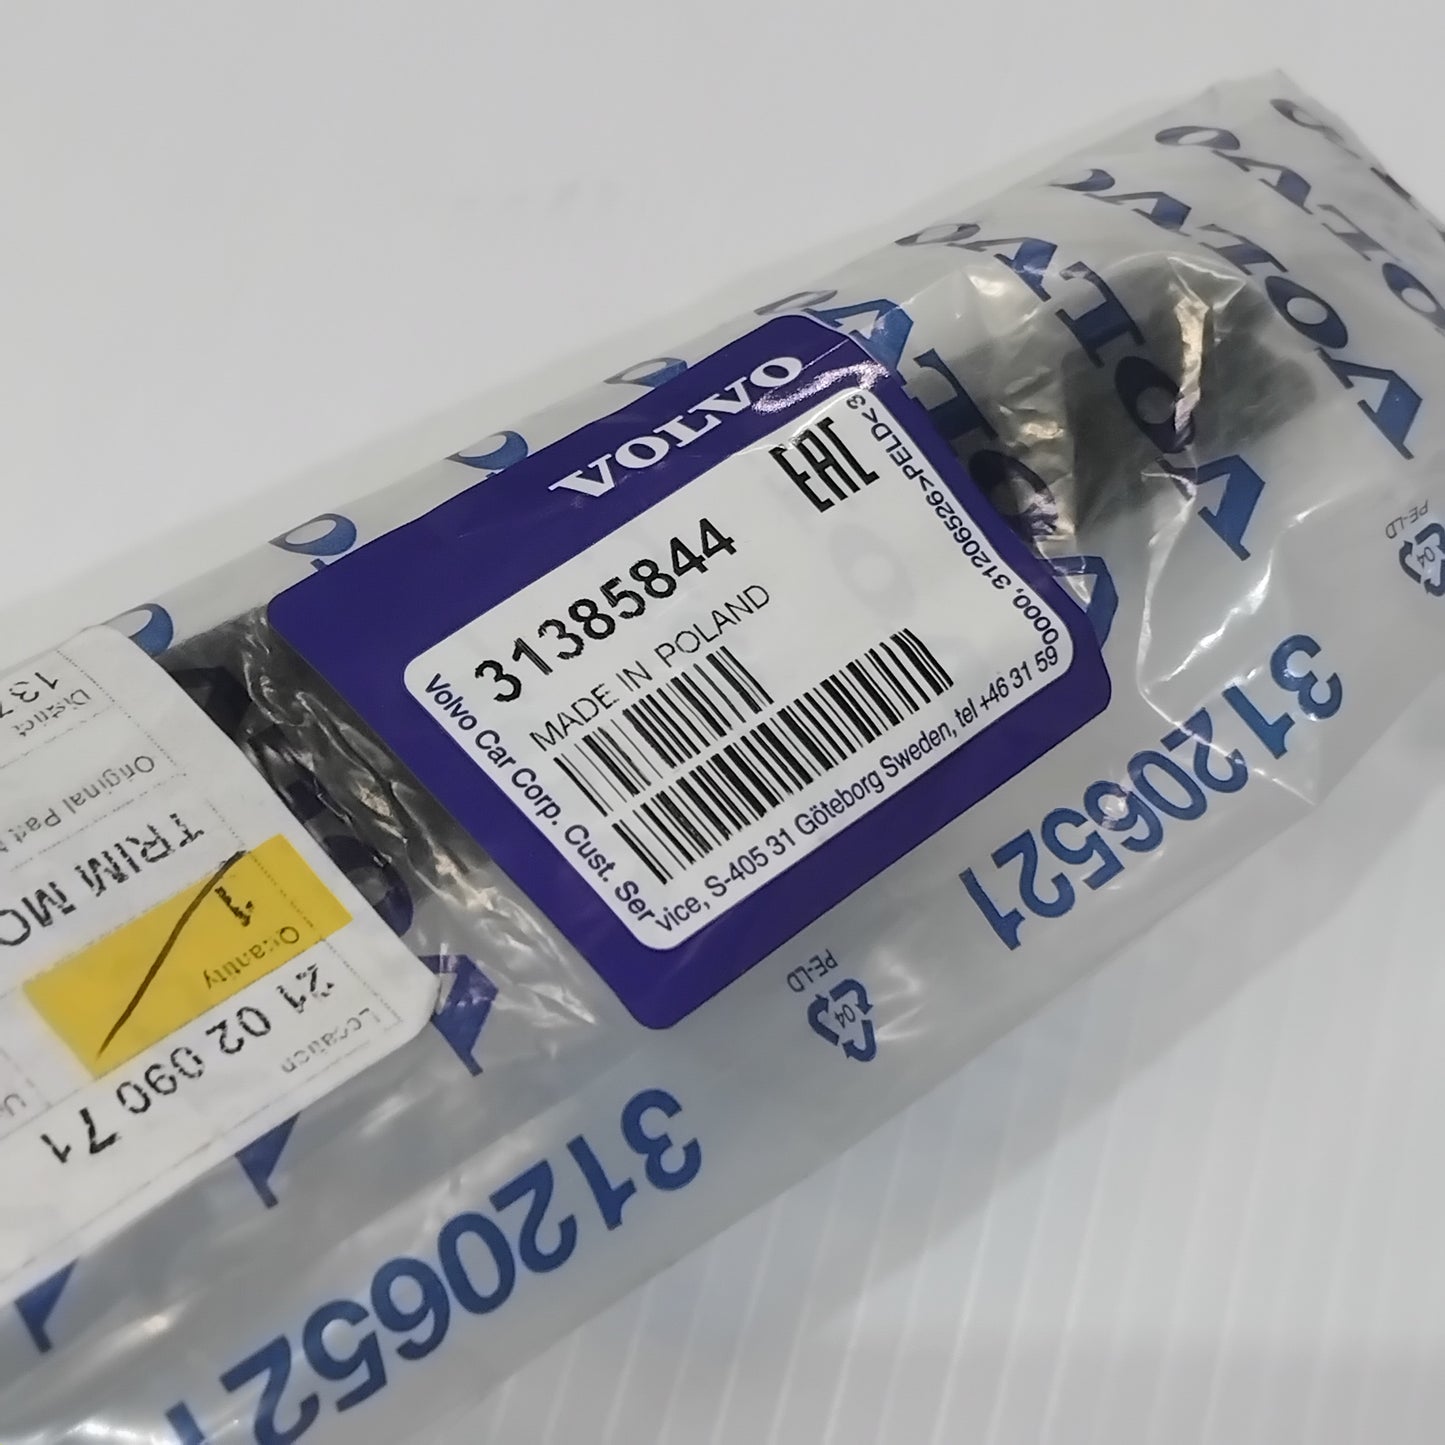 VOLVO
EAC
31385844
MADE IN POLAND
Volvo Car Corp. Cust. Service, S-405 31 Göteborg Sweden, tel +46 31 59 0000, 31206526>PELD<3
VOLVO
VOLVO
VOLVO
31206521
31206521
PE-LD
04
PE-LD
04
District
13
Original Part
TRIM MO
1
Quantity
21 02 090 71
Location